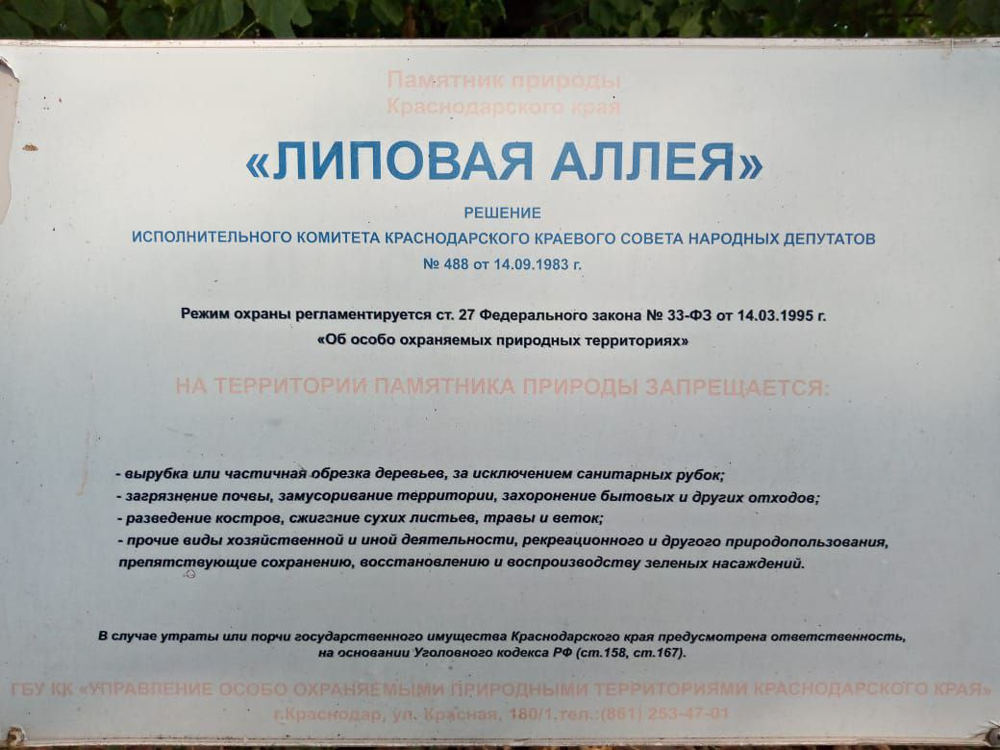 Памятник природы
Краснодарского края
«ЛИПОВАЯ АЛЛЕЯ»
РЕШЕНИЕ
ИСПОЛНИТЕЛЬНОГО КОМИТЕТА КРАСНОДАРСКОГО КРАЕВОГО СОВЕТА НАРОДНЫХ ДЕПУТАТОВ
№ 488 от 14.09.1983 г.
Режим охраны регламентируется ст. 27 Федерального закона № 33-ФЗ от 14.03.1995 г.
«Об особо охраняемых природных территориях»
НА ТЕРРИТОРИИ ПАМЯТНИКА ПРИРОДЫ ЗАПРЕЩАЕТСЯ:
- вырубка или частичная обрезка деревьев, за исключением санитарных рубок;
- загрязнение почвы, замусоривание территории, захоронение бытовых и других отходов;
- разведение костров, сжигание сухих листьев, травы и веток;
- прочие виды хозяйственной и иной деятельности, рекреационного и другого природопользования,
препятствующие сохранению, восстановлению и воспроизводству зеленых насаждений.
В случае утраты или порчи государственного имущества Краснодарского края предусмотрена ответственность,
на основании Уголовного кодекса РФ (ст.158, ст.167).
ГБУ КК «УПРАВЛЕНИЕ ОСОБО ОХРАНЯЕМЫМИ ПРИРОДНЫМИ ТЕРРИТОРИЯМИ КРАСНОДАРСКОГО КРАЯ»
г.Краснодар, ул. Красная, 180/1,тел.:(861) 253-47-01